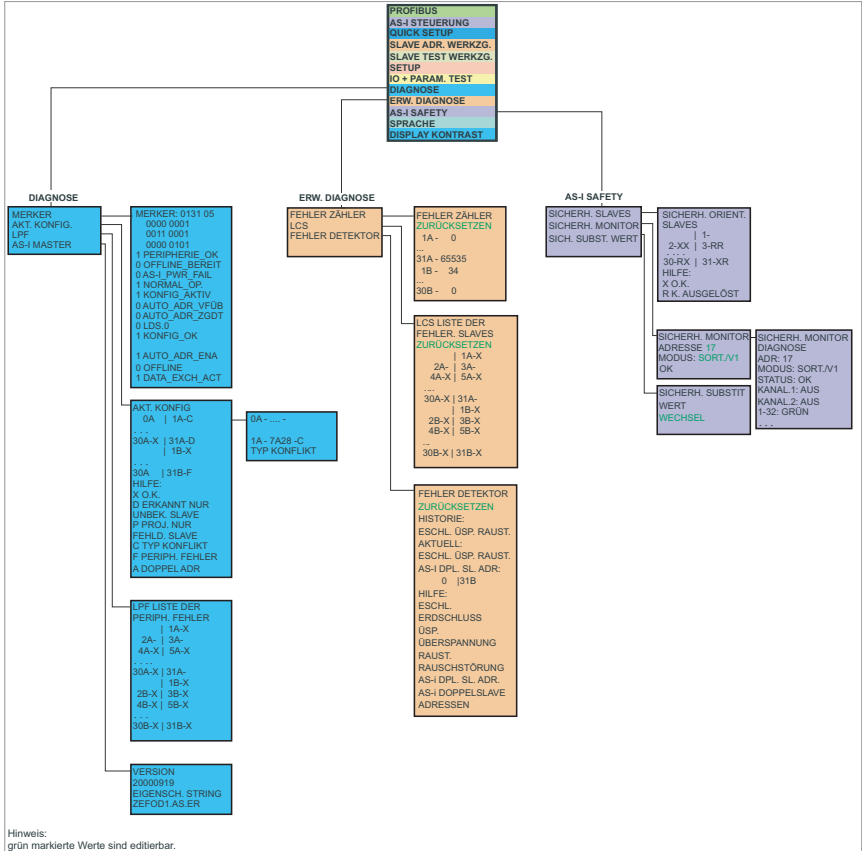 PROFIBUS
AS-I STEUERUNG
QUICK SETUP
SLAVE ADR. WERKZG.
SLAVE TEST WERKZG.
SETUP
IO + PARAM. TEST
DIAGNOSE
ERW. DIAGNOSE
AS-I SAFETY
SPRACHE
DISPLAY KONTRAST
DIAGNOSE
MERKER
AKT. KONFIG.
LPF
AS-I MASTER
MERKER: 0131 05
0000 0001
0011 0001
0000 0101
1 PERIPHERIE_OK
0 OFFLINE_BEREIT
0 AS-I_PWR_FAIL
1 NORMAL_OP.
1 KONFIG_AKTIV
0 AUTO_ADR_VFÜB
0 AUTO_ADR_ZGDT
0 LDS.0
1 KONFIG_OK
1 AUTO_ADR_ENA
0 OFFLINE
1 DATA_EXCH_ACT
AKT. KONFIG
0A | 1A-C
. . .
30A-X | 31A-D
| 1B-X
. . .
30A | 31B-F
HILFE:
X O.K.
D ERKANNT NUR
UNBEK. SLAVE
P PROJ. NUR
FEHLD. SLAVE
C TYP KONFLIKT
F PERIPH. FEHLER
A DOPPEL ADR
0A - .... -
1A - 7A28 -C
TYP KONFLIKT
LPF LISTE DER
PERIPH. FEHLER
| 1A-X
2A- | 3A-
4A-X | 5A-X
. . . .
30A-X | 31A-
| 1B-X
2B-X | 3B-X
4B-X | 5B-X
. . .
30B-X | 31B-X
VERSION
20000919
EIGENSCH. STRING
ZEFOD1.AS.ER
ERW. DIAGNOSE
FEHLER ZÄHLER
LCS
FEHLER DETEKTOR
FEHLER ZÄHLER
ZURÜCKSETZEN
1A - 0
...
31A - 65535
1B - 34
...
30B - 0
LCS LISTE DER
FEHLER. SLAVES
ZURÜCKSETZEN
| 1A-X
2A- | 3A-
4A-X | 5A-X
....
30A-X | 31A-
| 1B-X
2B-X | 3B-X
4B-X | 5B-X
...
30B-X | 31B-X
FEHLER DETEKTOR
ZURÜCKSETZEN
HISTORIE:
ESCHL. ÜSP. RAUST.
AKTUELL:
ESCHL. ÜSP. RAUST.
AS-I DPL. SL. ADR:
0 |31B
HILFE:
ESCHL.
ERDSCHLUSS
ÜSP.
ÜBERSPANNUNG
RAUST.
RAUSCHSTÖRUNG
AS-i DPL. SL. ADR.
AS-i DOPPELSLAVE
ADRESSEN
AS-I SAFETY
SICHERH. SLAVES
SICHERH. MONITOR
SICH. SUBST. WERT
SICHERH. ORIENT.
SLAVES
| 1-
2-XX | 3-RR
. . . .
30-RX | 31-XR
HILFE:
X O.K.
R K. AUSGELÖST
SICHERH. MONITOR
ADRESSE 17
MODUS: SORT./V1
OK
SICHERH. MONITOR
DIAGNOSE
ADR: 17
MODUS: SORT./V1
STATUS: OK
KANAL.1: AUS
KANAL.2: AUS
1-32: GRÜN
. . .
SICHERH. SUBSTIT
WERT
WECHSEL
Hinweis:
grün markierte Werte sind editierbar.